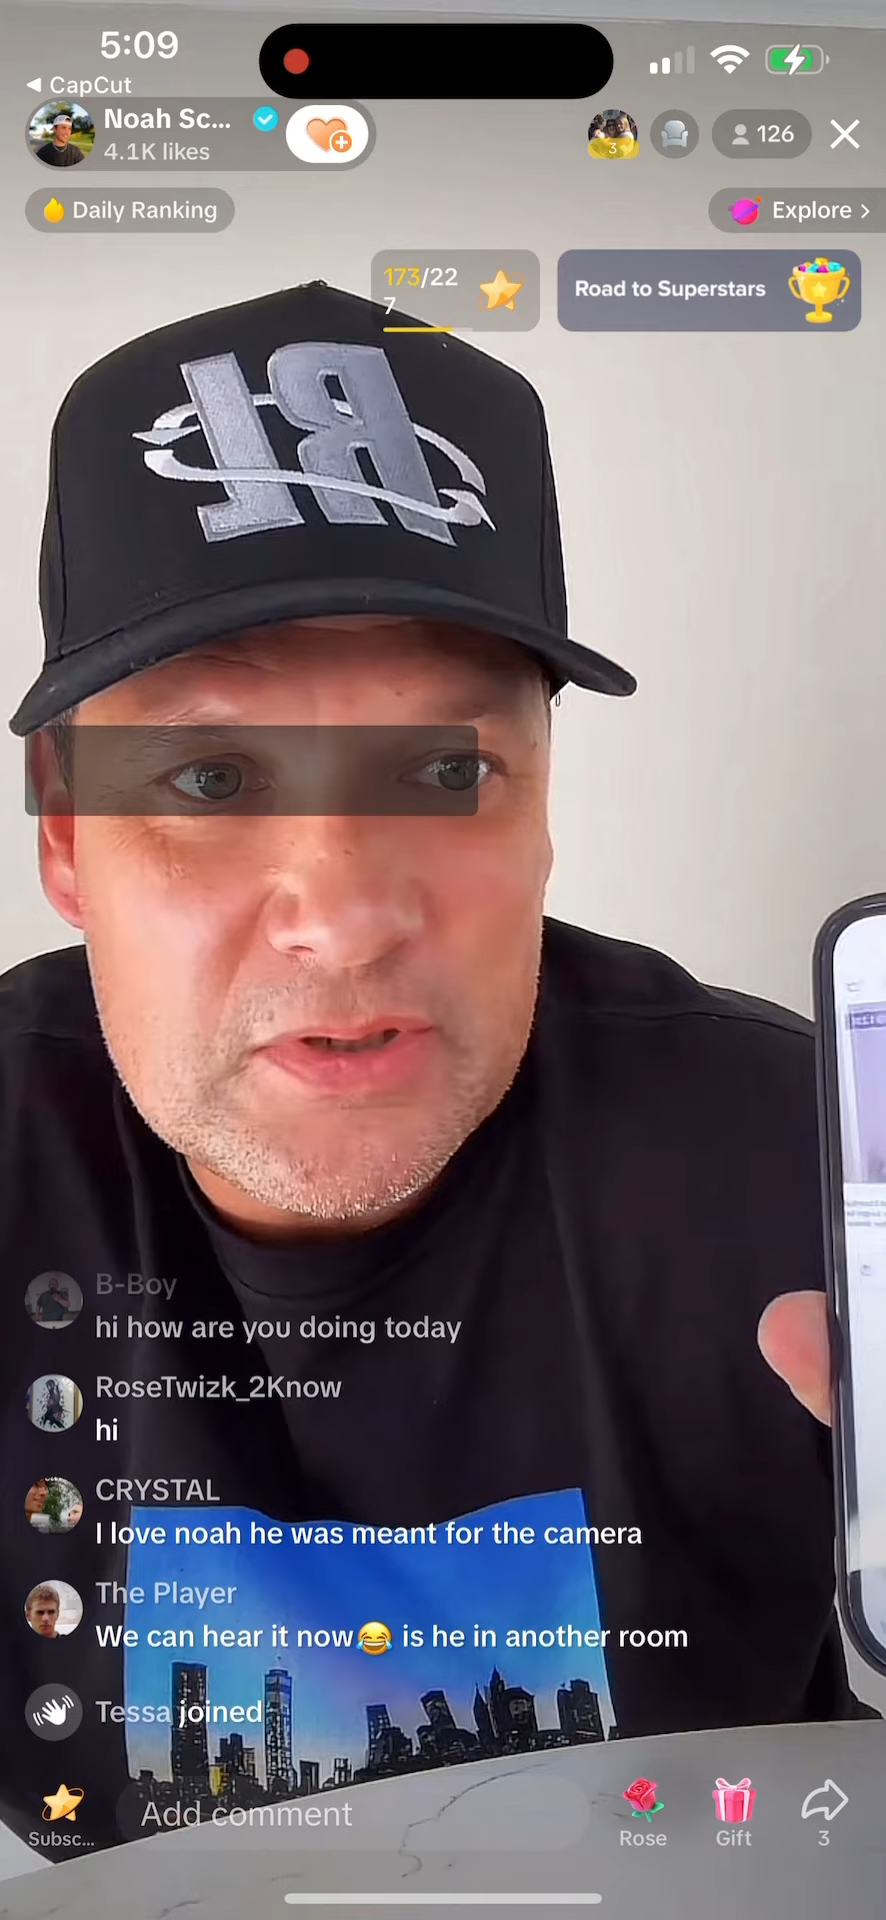 5:09
CapCut
Noah Sc...
4.1K likes
3
126
Daily Ranking
Explore
173/22
7
Road to Superstars
B-Boy
hi how are you doing today
RoseTwizk_2Know
hi
CRYSTAL
I love noah he was meant for the camera
The Player
We can hear it now😂 is he in another room
Tessa joined
Add comment
Subsc...
Rose
Gift
3